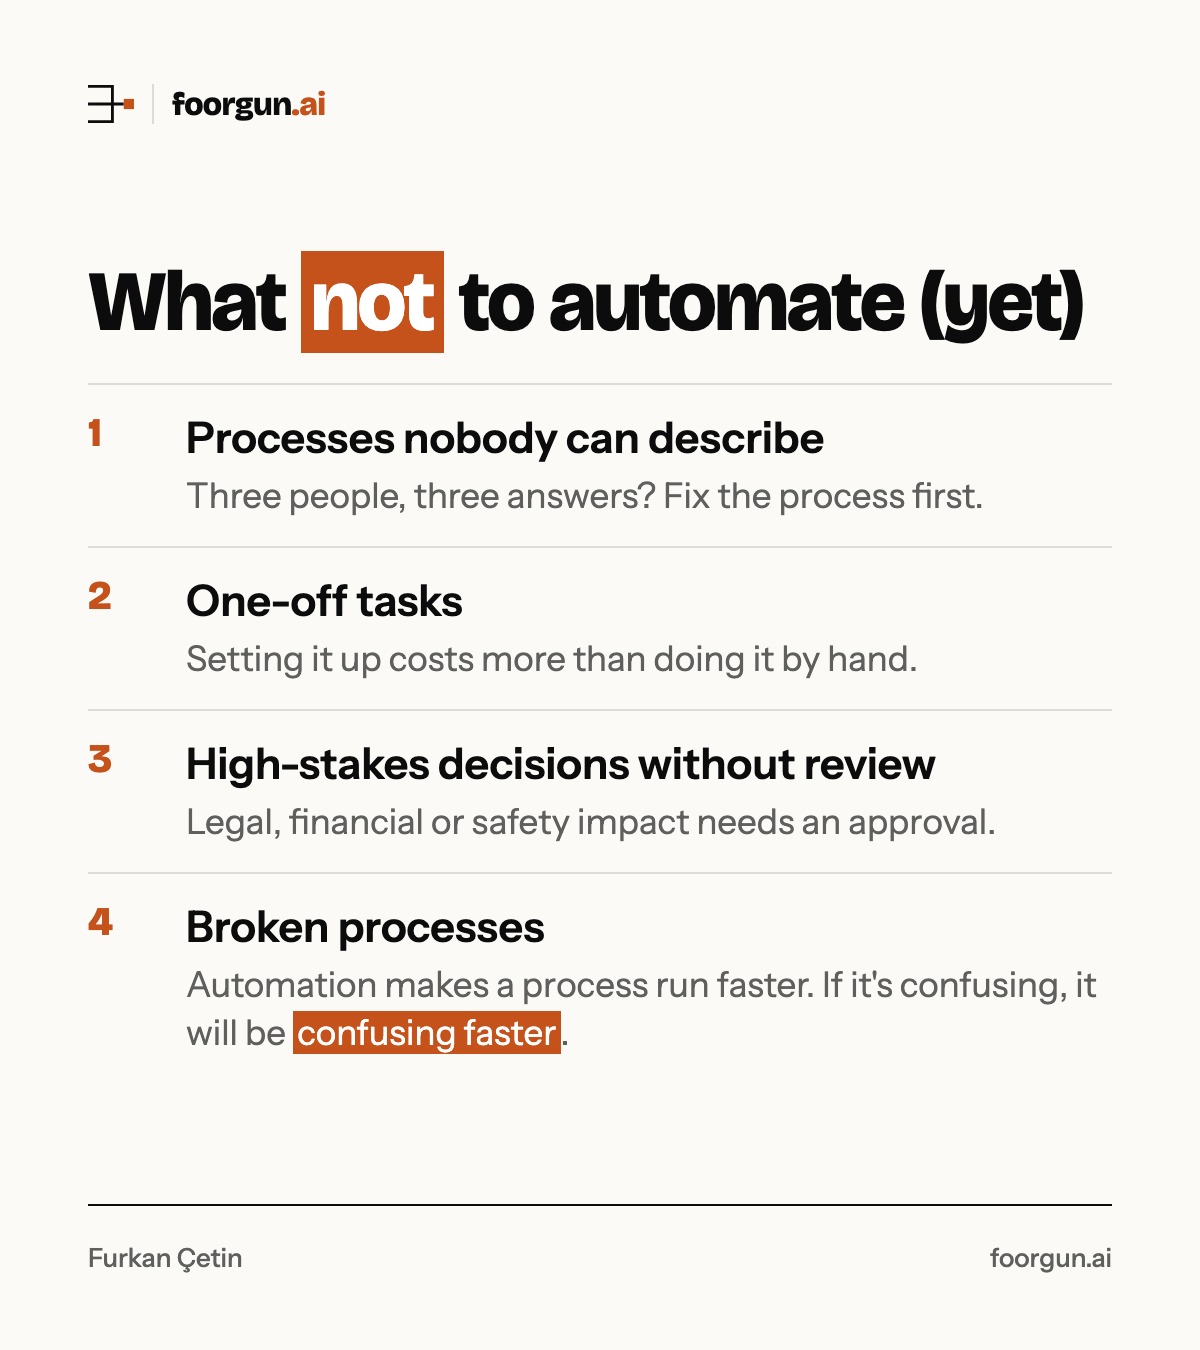 foorgun.ai
What not to automate (yet)
1
Processes nobody can describe
Three people, three answers? Fix the process first.
2
One-off tasks
Setting it up costs more than doing it by hand.
3
High-stakes decisions without review
Legal, financial or safety impact needs an approval.
4
Broken processes
Automation makes a process run faster. If it's confusing, it
will be confusing faster.
Furkan Çetin
foorgun.ai